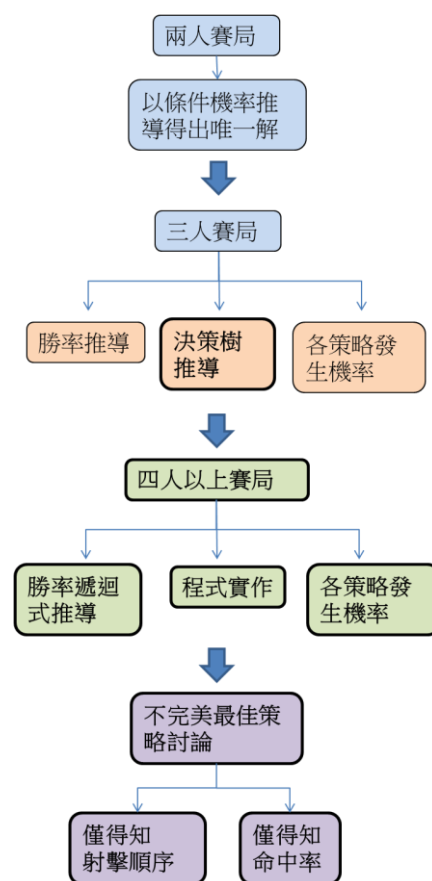 兩人賽局
以條件機率推
導得出唯一解
三人賽局
勝率推導
決策樹
推導
各策略發
生機率
四人以上賽局
勝率遞迴
式推導
程式實作
各策略發
生機率
不完美最佳策
略討論
僅得知
射擊順序
僅得知
命中率